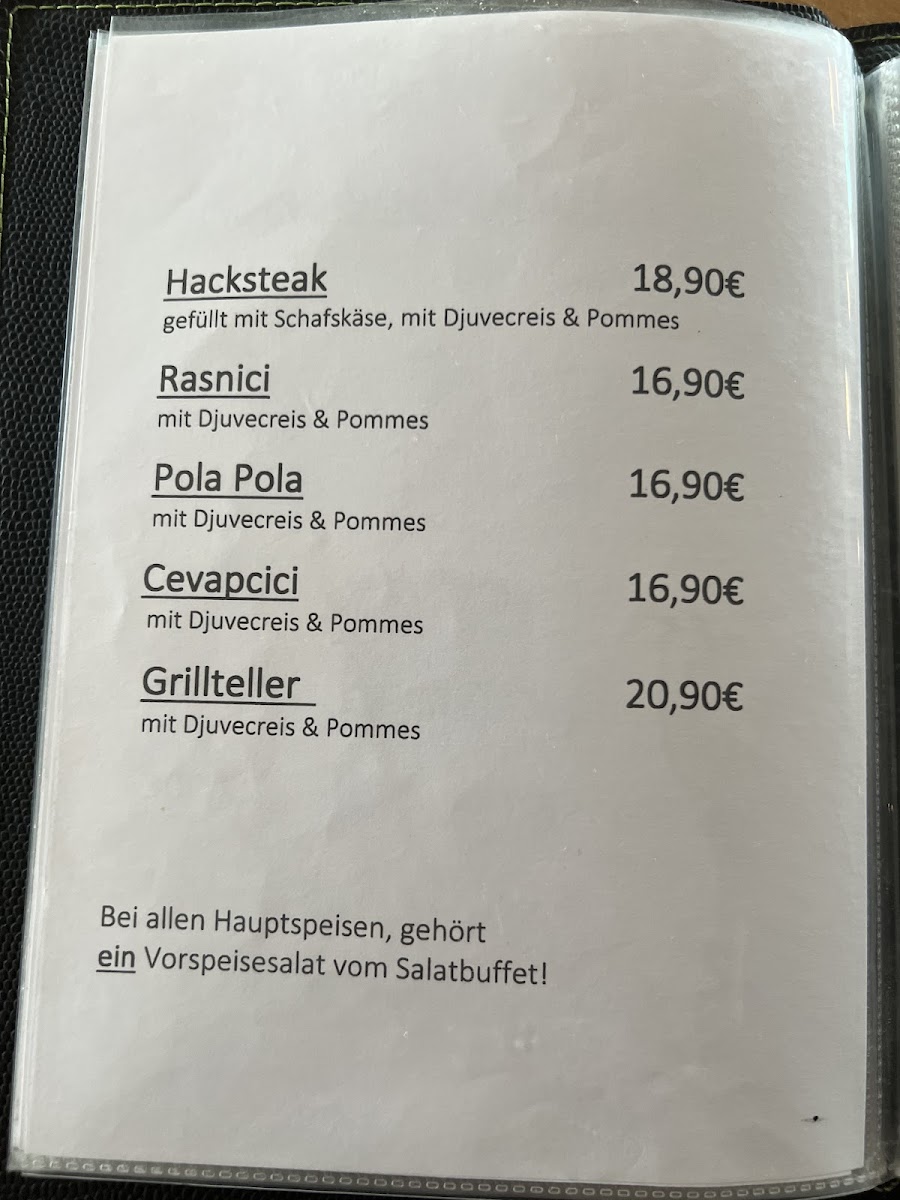 Hacksteak 18,90€
gefüllt mit Schafskäse, mit Djuvecreis & Pommes
Rasnici 16,90€
mit Djuvecreis & Pommes
Pola Pola 16,90€
mit Djuvecreis & Pommes
Cevapcici 16,90€
mit Djuvecreis & Pommes
Grillteller 20,90€
mit Djuvecreis & Pommes
Bei allen Hauptspeisen, gehört
ein Vorspeisesalat vom Salatbuffet!